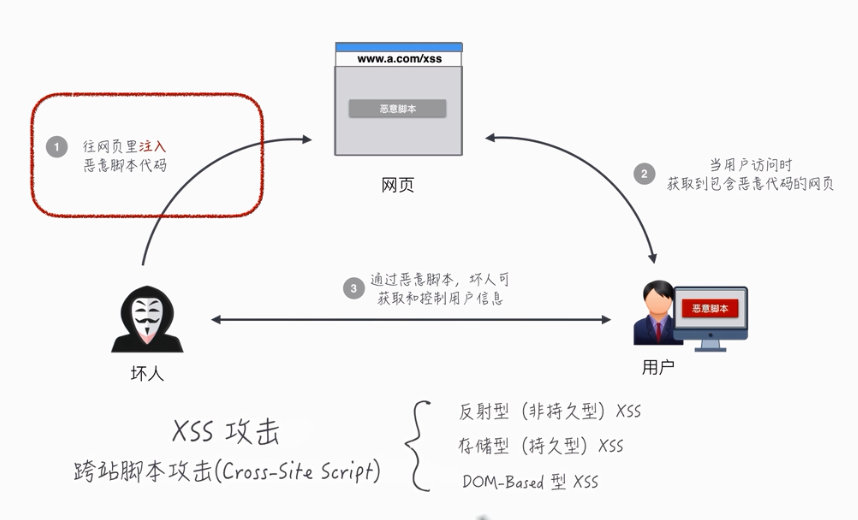 www.a.com/xss
恶意脚本
网页
1
往网页里注入
恶意脚本代码
2
当用户访问时
获取到包含恶意代码的网页
3
通过恶意脚本，坏人可
获取和控制用户信息
恶意脚本
坏人
用户
XSS 攻击
跨站脚本攻击(Cross-Site Script)
反射型（非持久型）XSS
存储型（持久型）XSS
DOM-Based 型 XSS